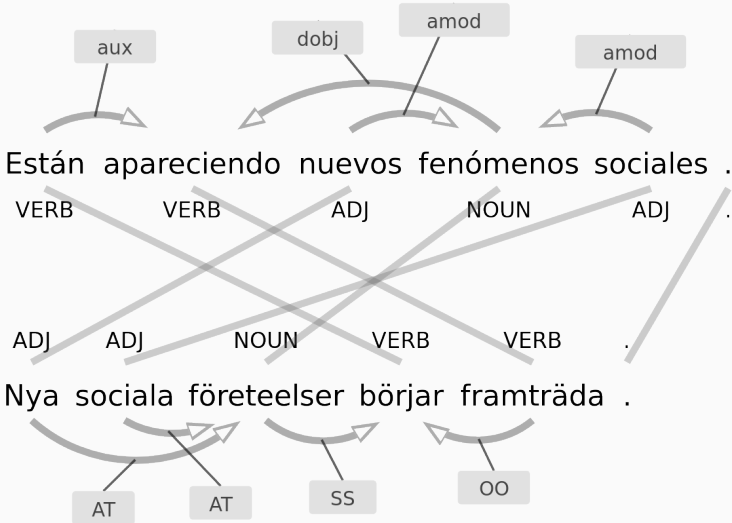 aux dobj amod amod
Están apareciendo nuevos fenómenos sociales .
VERB VERB ADJ NOUN ADJ .
ADJ ADJ NOUN VERB VERB .
Nya sociala företeelser börjar framträda .
AT AT SS OO